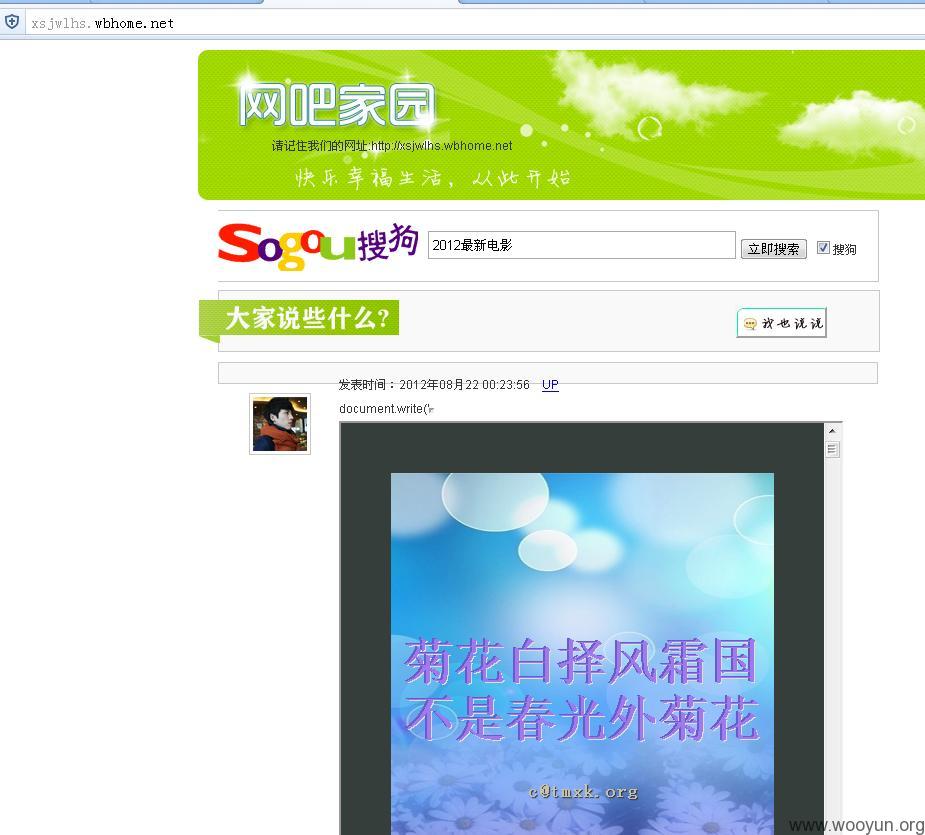 xsjwlhs.wbhome.net
网吧家园
请记住我们的网址:http://xsjwlhs.wbhome.net
快乐幸福生活，从此开始
Sogou搜狗 2012最新电影 立即搜索 搜狗
大家说些什么? 我也说说
发表时间：2012年08月22 00:23:56 UP
document.write('
菊花白择风霜国
不是春光外菊花
c@tmxk.org
www.wooyun.org